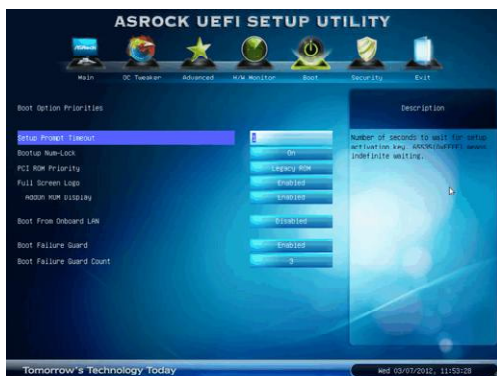 ASROCK UEFI SETUP UTILITY
Main OC Tweaker Advanced H/W Monitor Boot Security Exit
Boot Option Priorities
Description
Setup Prompt Timeout
Number of seconds to wait for setup
activation key. 65535(0xFFFF) means
indefinite waiting.
Bootup Num-Lock On
PCI ROM Priority Legacy ROM
Full Screen Logo Enabled
AddOn ROM Display Enabled
Boot From Onboard LAN Disabled
Boot Failure Guard Enabled
Boot Failure Guard Count 3
Tomorrow's Technology Today
Wed 03/07/2012, 11:53:28